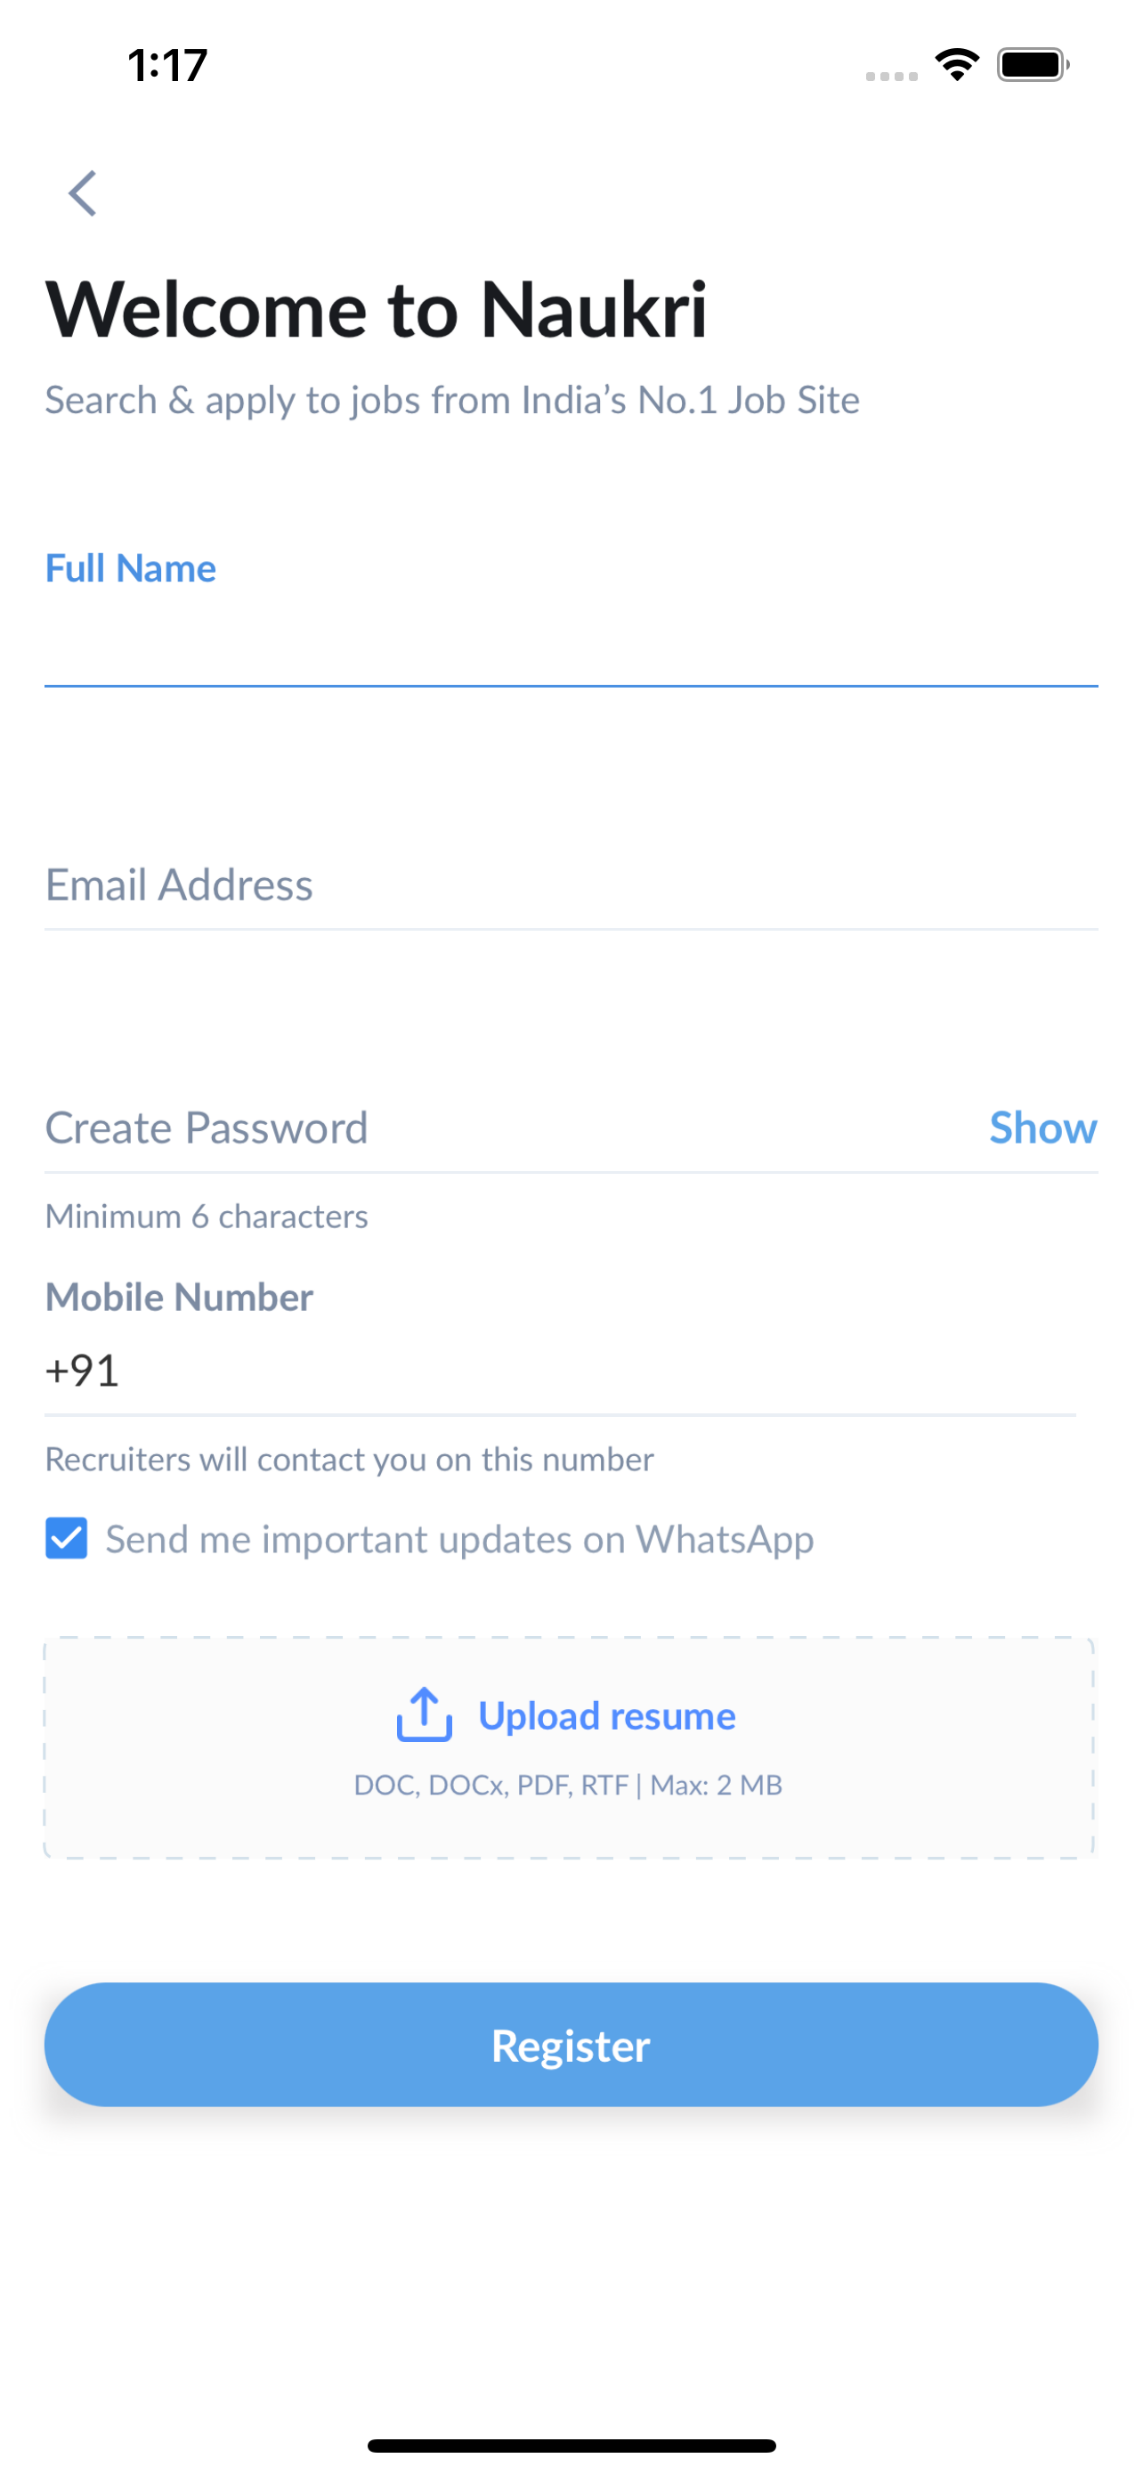 1:17
Welcome to Naukri
Search & apply to jobs from India’s No.1 Job Site
Full Name
Email Address
Create Password Show
Minimum 6 characters
Mobile Number
+91
Recruiters will contact you on this number
Send me important updates on WhatsApp
Upload resume
DOC, DOCx, PDF, RTF | Max: 2 MB
Register